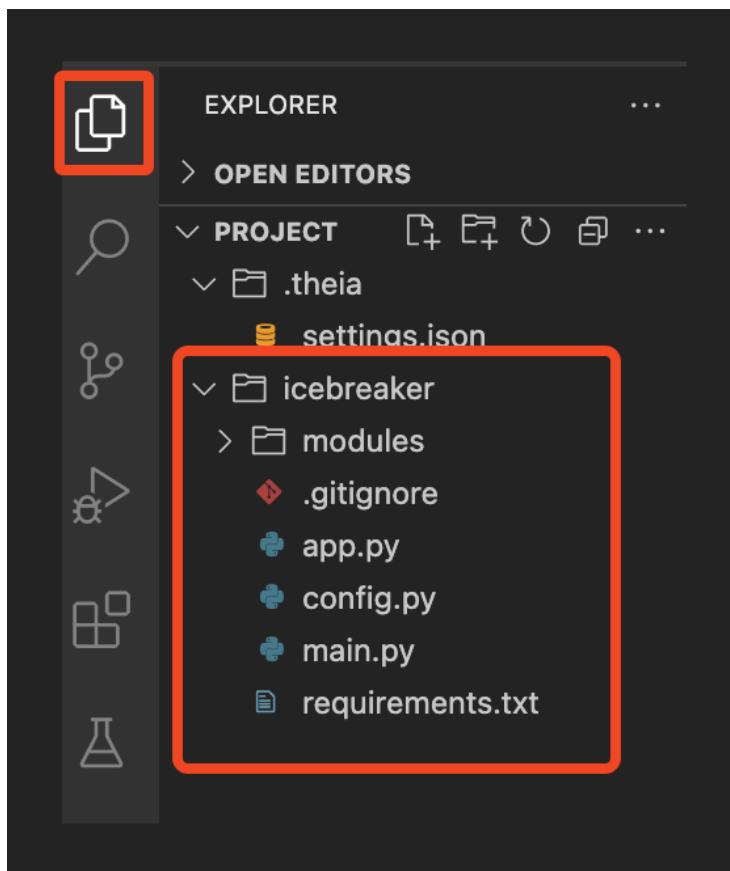 EXPLORER
OPEN EDITORS
PROJECT
.theia
settings.json
icebreaker
modules
.gitignore
app.py
config.py
main.py
requirements.txt